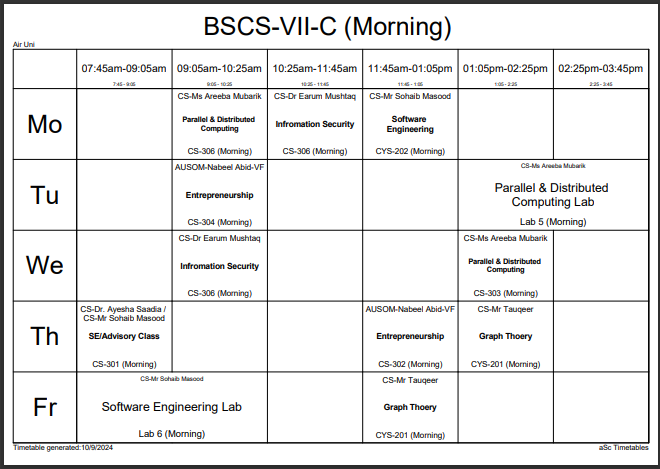 BSCS-VII-C (Morning)
Air Uni
07:45am-09:05am 09:05am-10:25am 10:25am-11:45am 11:45am-01:05pm 01:05pm-02:25pm 02:25pm-03:45pm
7:45 - 9:05 9:05 - 10:25 10:25 - 11:45 11:45 - 1:05 1:05 - 2:25 2:25 - 3:45
Mo
CS-Ms Areeba Mubarik
Parallel & Distributed
Computing
CS-306 (Morning)
CS-Dr Earum Mushtaq
Infromation Security
CS-306 (Morning)
CS-Mr Sohaib Masood
Software
Engineering
CYS-202 (Morning)
Tu
AUSOM-Nabeel Abid-VF
Entrepreneurship
CS-304 (Morning)
CS-Ms Areeba Mubarik
Parallel & Distributed
Computing Lab
Lab 5 (Morning)
We
CS-Dr Earum Mushtaq
Infromation Security
CS-306 (Morning)
CS-Ms Areeba Mubarik
Parallel & Distributed
Computing
CS-303 (Morning)
Th
CS-Dr. Ayesha Saadia /
CS-Mr Sohaib Masood
SE/Advisory Class
CS-301 (Morning)
AUSOM-Nabeel Abid-VF
Entrepreneurship
CS-302 (Morning)
CS-Mr Tauqeer
Graph Thoery
CYS-201 (Morning)
Fr
CS-Mr Sohaib Masood
Software Engineering Lab
Lab 6 (Morning)
CS-Mr Tauqeer
Graph Thoery
CYS-201 (Morning)
Timetable generated:10/9/2024
aSc Timetables